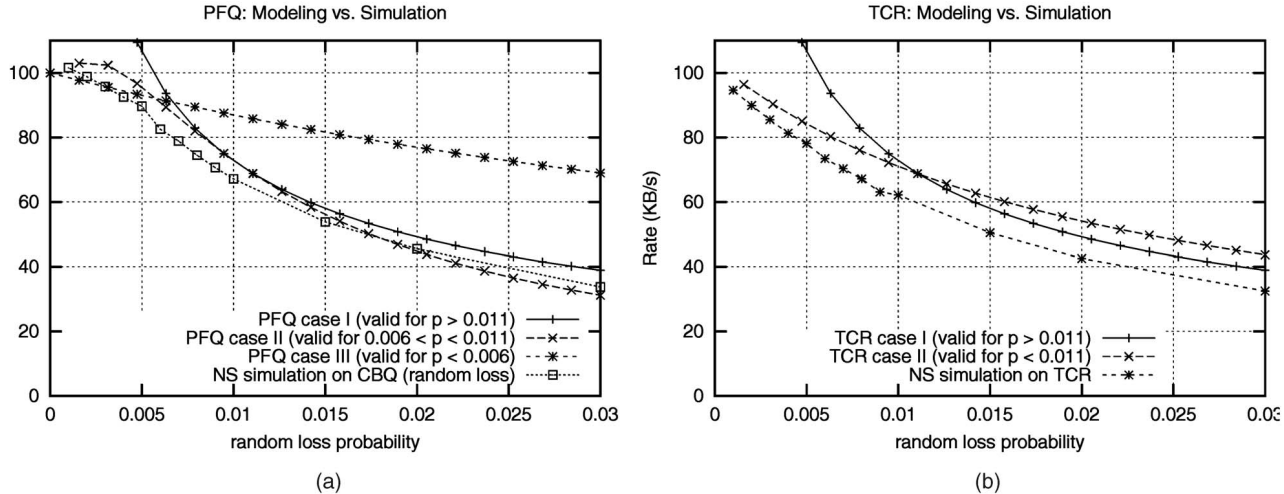 PFQ: Modeling vs. Simulation
100
80
60
40
20
0
0
0.005
0.01
0.015
0.02
0.025
0.03
PFQ case I (valid for p > 0.011)
PFQ case II (valid for 0.006 < p < 0.011)
PFQ case III (valid for p < 0.006)
NS simulation on CBQ (random loss)
random loss probability
(a)
TCR: Modeling vs. Simulation
Rate (KB/s)
100
80
60
40
20
0
0
0.005
0.01
0.015
0.02
0.025
0.03
TCR case I (valid for p > 0.011)
TCR case II (valid for p < 0.011)
NS simulation on TCR
random loss probability
(b)